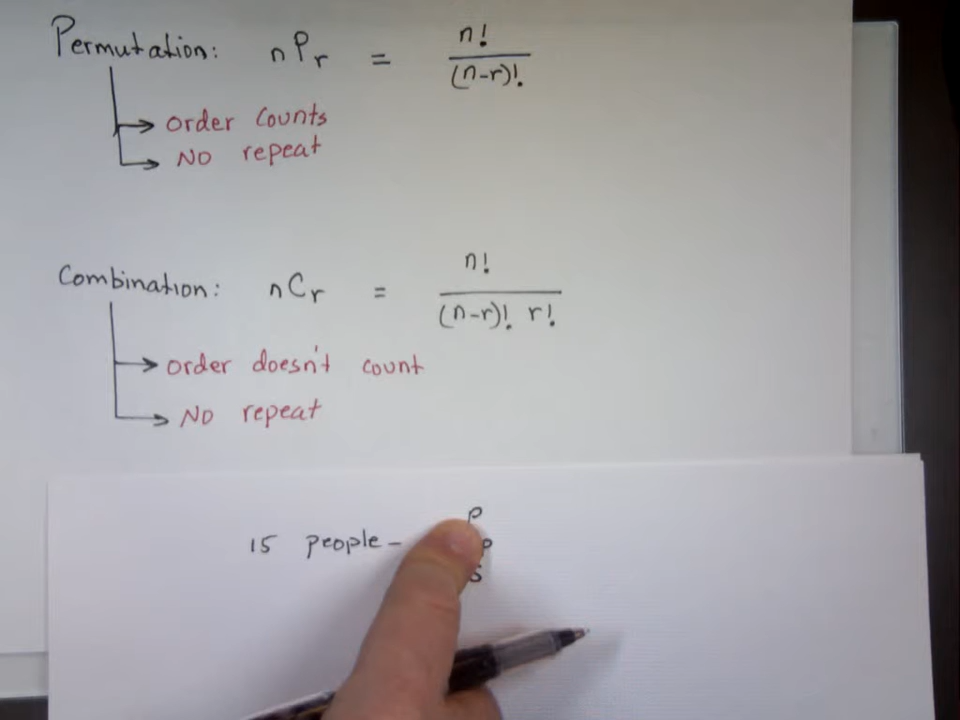 Permutation: nPr = n! / (n-r)!
→ order counts
→ NO repeat
Combination: nCr = n! / (n-r)! r!
→ order doesn't count
→ NO repeat
P
15 people - P
S